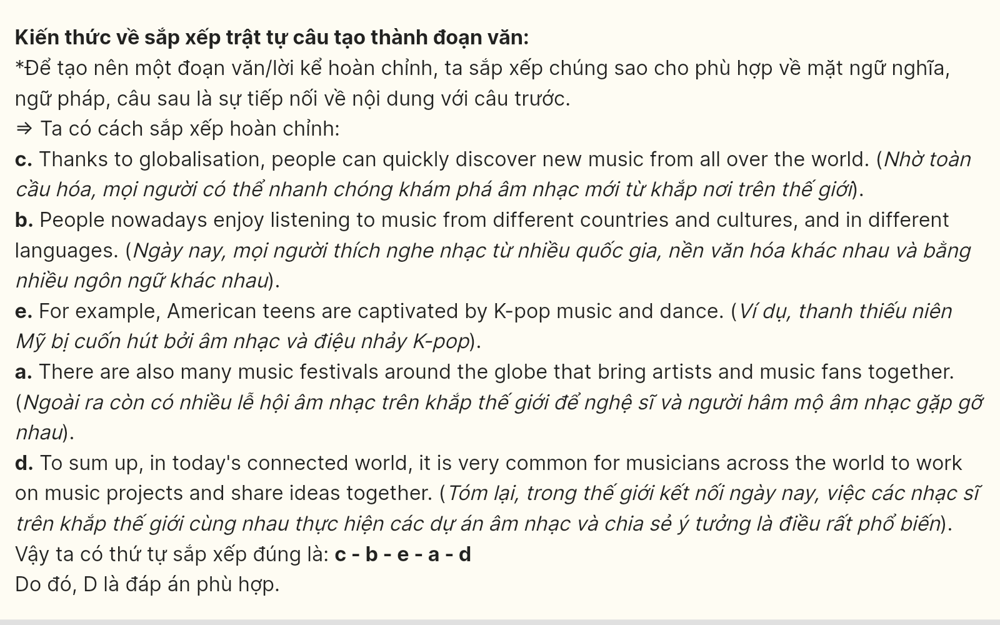 Kiến thức về sắp xếp trật tự câu tạo thành đoạn văn:
*Để tạo nên một đoạn văn/lời kể hoàn chỉnh, ta sắp xếp chúng sao cho phù hợp về mặt ngữ nghĩa,
ngữ pháp, câu sau là sự tiếp nối về nội dung với câu trước.
⇒ Ta có cách sắp xếp hoàn chỉnh:
c. Thanks to globalisation, people can quickly discover new music from all over the world. (Nhờ toàn
cầu hóa, mọi người có thể nhanh chóng khám phá âm nhạc mới từ khắp nơi trên thế giới).
b. People nowadays enjoy listening to music from different countries and cultures, and in different
languages. (Ngày nay, mọi người thích nghe nhạc từ nhiều quốc gia, nền văn hóa khác nhau và bằng
nhiều ngôn ngữ khác nhau).
e. For example, American teens are captivated by K-pop music and dance. (Ví dụ, thanh thiếu niên
Mỹ bị cuốn hút bởi âm nhạc và điệu nhảy K-pop).
a. There are also many music festivals around the globe that bring artists and music fans together.
(Ngoài ra còn có nhiều lễ hội âm nhạc trên khắp thế giới để nghệ sĩ và người hâm mộ âm nhạc gặp gỡ
nhau).
d. To sum up, in today's connected world, it is very common for musicians across the world to work
on music projects and share ideas together. (Tóm lại, trong thế giới kết nối ngày nay, việc các nhạc sĩ
trên khắp thế giới cùng nhau thực hiện các dự án âm nhạc và chia sẻ ý tưởng là điều rất phổ biến).
Vậy ta có thứ tự sắp xếp đúng là: c - b - e - a - d
Do đó, D là đáp án phù hợp.